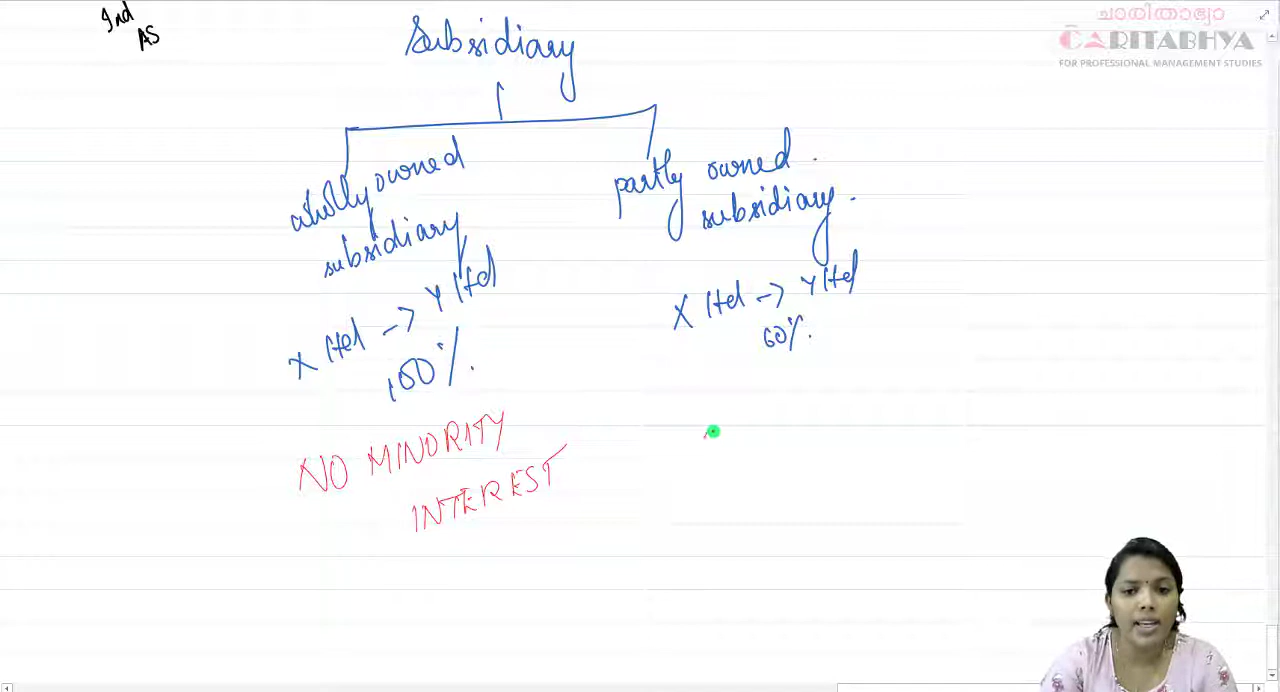 Ind
AS
Subsidiary
ചാരിതാഭ്യാ
CARITABHYA
FOR PROFESSIONAL MANAGEMENT STUDIES
wholly owned
subsidiary
X ltd -> Y ltd
100%.
NO MINORITY
INTEREST
partly owned.
subsidiary.
X ltd -> Y ltd
60%.